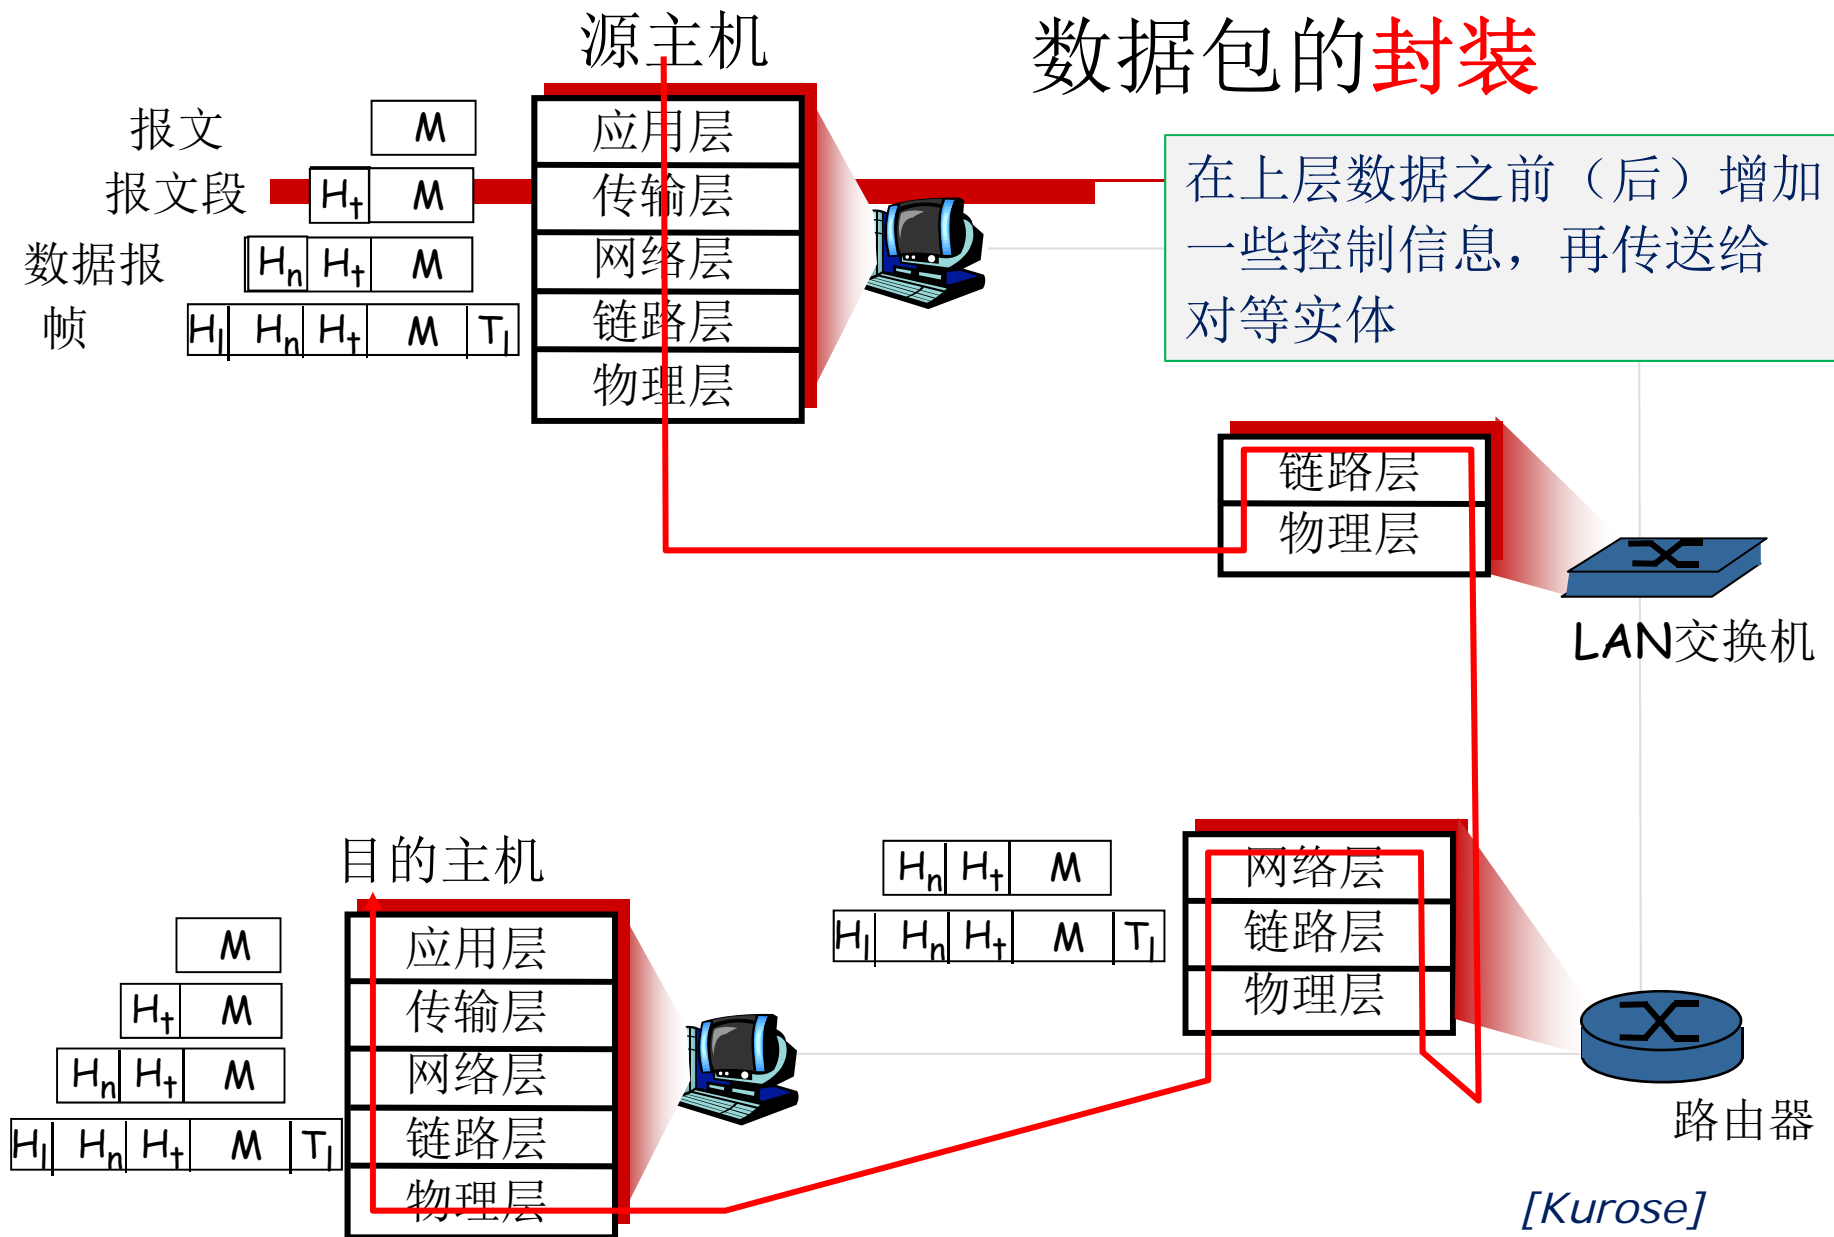 源主机
数据包的封装
报文
M
应用层
在上层数据之前（后）增加
一些控制信息，再传送给
对等实体
报文段
Ht M
传输层
数据报
Hn Ht M
网络层
帧
Hl Hn Ht M Tl
链路层
物理层
链路层
物理层
LAN交换机
目的主机
Hn Ht M
网络层
Hl Hn Ht M Tl
链路层
物理层
M
应用层
Ht M
传输层
Hn Ht M
网络层
Hl Hn Ht M Tl
链路层
物理层
路由器
[Kurose]